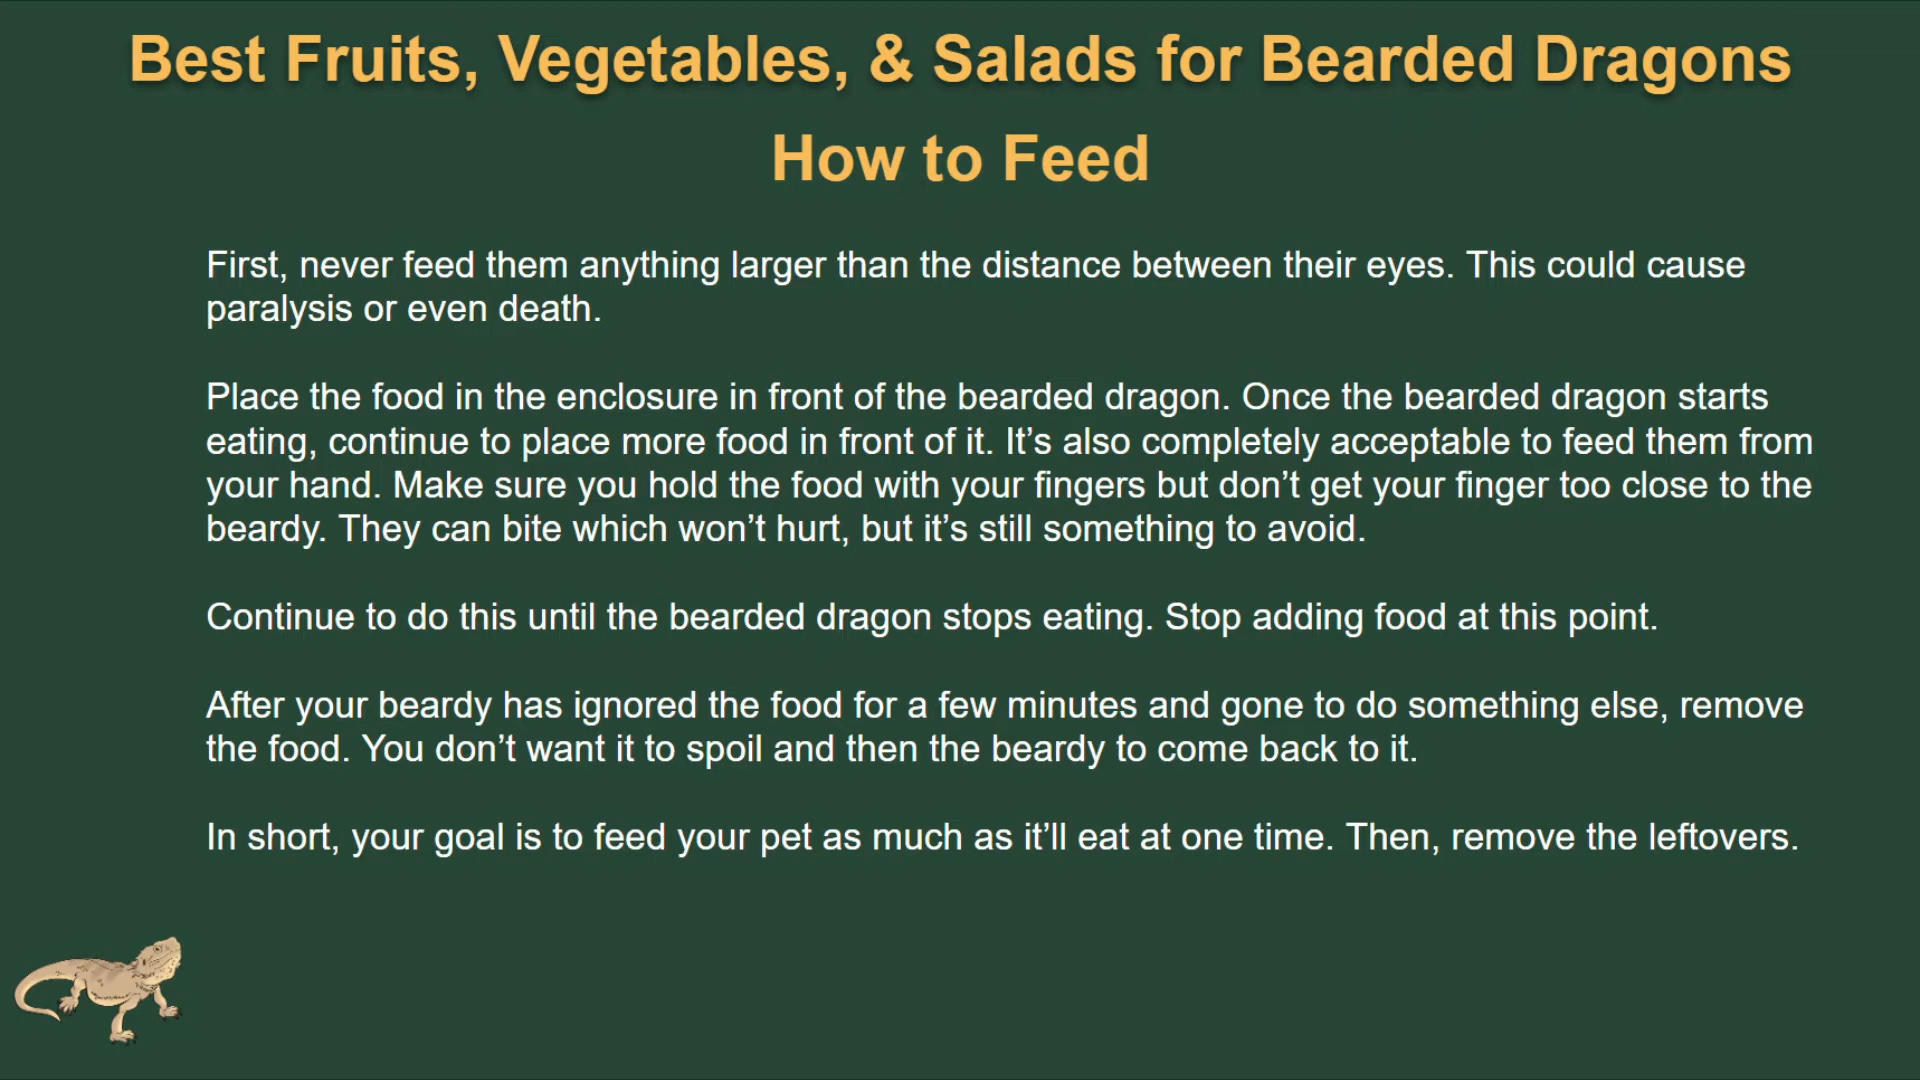 Best Fruits, Vegetables, & Salads for Bearded Dragons
How to Feed
First, never feed them anything larger than the distance between their eyes. This could cause
paralysis or even death.
Place the food in the enclosure in front of the bearded dragon. Once the bearded dragon starts
eating, continue to place more food in front of it. It’s also completely acceptable to feed them from
your hand. Make sure you hold the food with your fingers but don’t get your finger too close to the
beardy. They can bite which won’t hurt, but it’s still something to avoid.
Continue to do this until the bearded dragon stops eating. Stop adding food at this point.
After your beardy has ignored the food for a few minutes and gone to do something else, remove
the food. You don’t want it to spoil and then the beardy to come back to it.
In short, your goal is to feed your pet as much as it’ll eat at one time. Then, remove the leftovers.